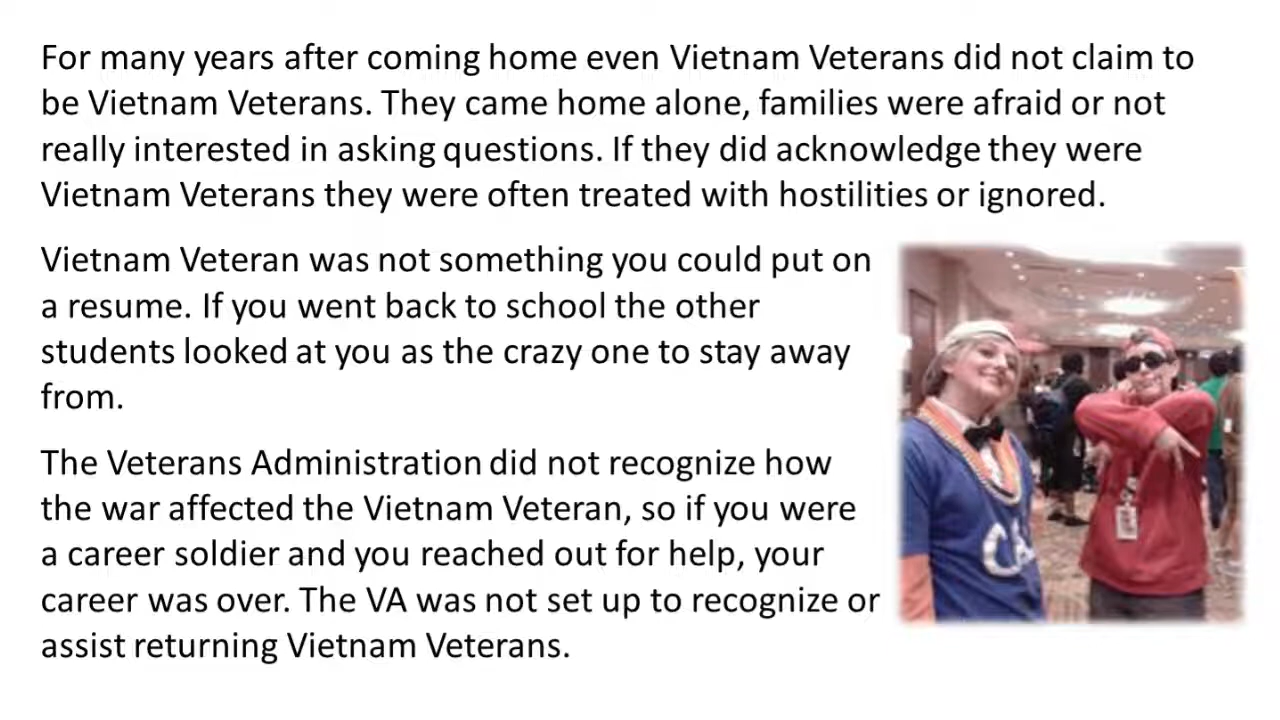 For many years after coming home even Vietnam Veterans did not claim to
be Vietnam Veterans. They came home alone, families were afraid or not
really interested in asking questions. If they did acknowledge they were
Vietnam Veterans they were often treated with hostilities or ignored.
Vietnam Veteran was not something you could put on
a resume. If you went back to school the other
students looked at you as the crazy one to stay away
from.
The Veterans Administration did not recognize how
the war affected the Vietnam Veteran, so if you were
a career soldier and you reached out for help, your
career was over. The VA was not set up to recognize or
assist returning Vietnam Veterans.